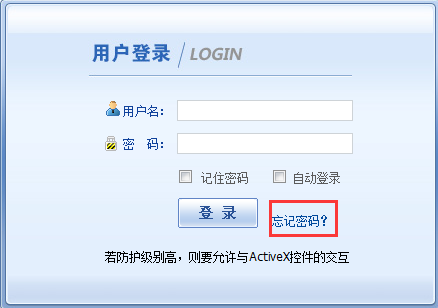 用户登录 / LOGIN
用户名：
密 码：
记住密码 自动登录
登 录 忘记密码?
若防护级别高，则要允许与ActiveX控件的交互